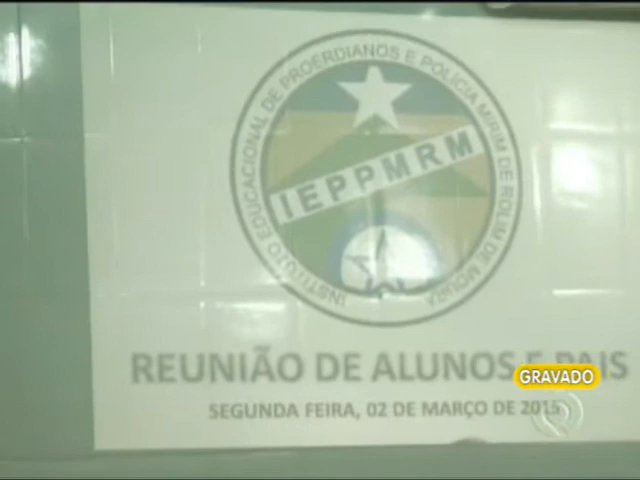 INSTITUTO EDUCACIONAL DE PROERDIANOS E POLÍCIA MIRIM DE ROLIM DE MOURA
IEPPMRM
REUNIÃO DE ALUNOS E PAIS
GRAVADO
SEGUNDA FEIRA, 02 DE MARÇO DE 2015